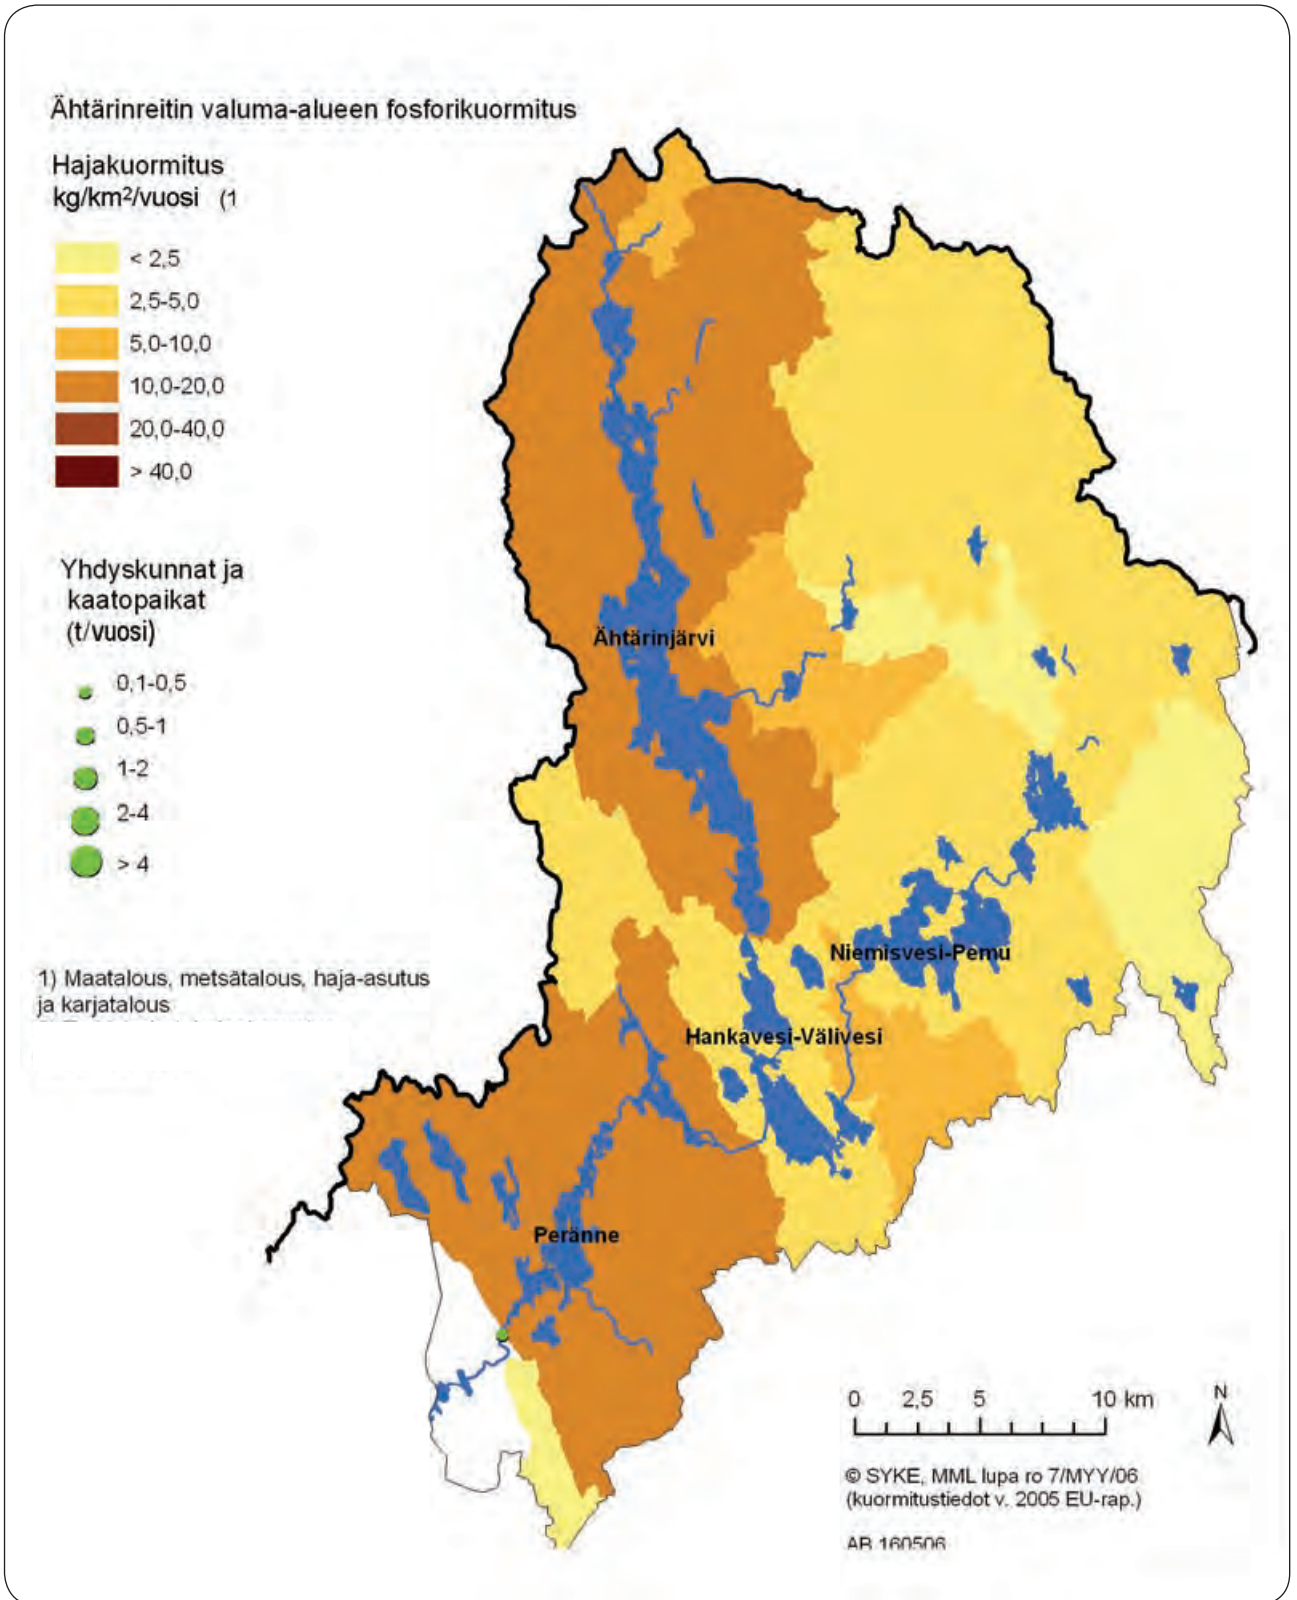 Ähtärinreitin valuma-alueen fosforikuormitus
Hajakuormitus
kg/km²/vuosi (1
< 2,5
2,5-5,0
5,0-10,0
10,0-20,0
20,0-40,0
> 40,0
Yhdyskunnat ja
kaatopaikat
(t/vuosi)
0,1-0,5
0,5-1
1-2
2-4
> 4
1) Maatalous, metsätalous, haja-asutus
ja karjatalous
Ähtärinjärvi
Niemisvesi-Pemu
Hankavesi-Välivesi
Peränne
0 2,5 5 10 km
N
© SYKE, MML lupa ro 7/MYY/06
(kuormitustiedot v. 2005 EU-rap.)
AB 160506